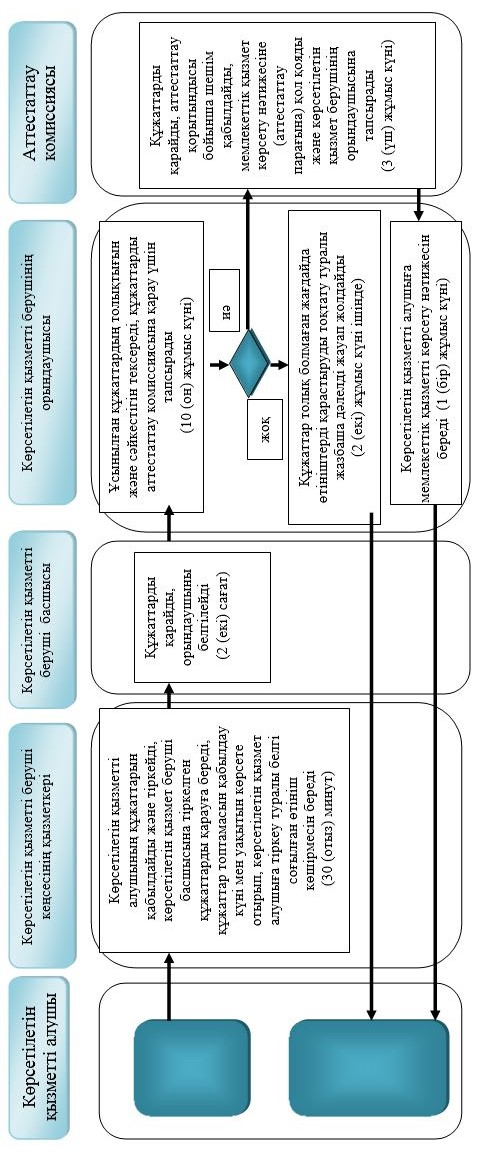 Көрсетілетін
қызметті алушы
Көрсетілетін қызметті беруші
кеңсесінің қызметкері
Көрсетілетін қызметті
беруші басшысы
Көрсетілетін қызметті берушінің
орындаушысы
Аттестаттау
комиссиясы
Көрсетілетін қызметті
алушының құжаттарын
қабылдайды және тіркейді,
көрсетілетін қызмет беруші
басшысына тіркелген
құжаттарды қарауға береді,
құжаттар топтамасын қабылдау
күні мен уақытын көрсете
отырып, көрсетілетін қызмет
алушыға тіркеу туралы белгі
соғылған өтініш
көшірмесін береді
(30 (отыз) минут)
Құжаттарды
қарайды,
орындаушыны
белгілейді
(2 (екі) сағат)
Ұсынылған құжаттардың толықтығын
және сәйкестігін тексереді, құжаттарды
аттестаттау комиссиясына қарау үшін
тапсырады
(10 (он) жұмыс күні)
иә
жоқ
Құжаттар толық болмаған жағдайда
өтініштерді қарастыруды тоқтату туралы
жазбаша дәлелді жауап жолдайды
(2 (екі) жұмыс күні ішінде)
Көрсетілетін қызметті алушыға
мемлекеттік қызметті көрсету нәтижесін
береді (1 (бір) жұмыс күні)
Құжаттарды
қарайды, аттестаттау
қорытындысы
бойынша шешім
қабылдайды,
мемлекеттік қызмет
көрсету нәтижесіне
(аттестаттау
парағына) қол қояды
және көрсетілетін
қызмет берушінің
орындаушысына
тапсырады
(3 (үш) жұмыс күні)